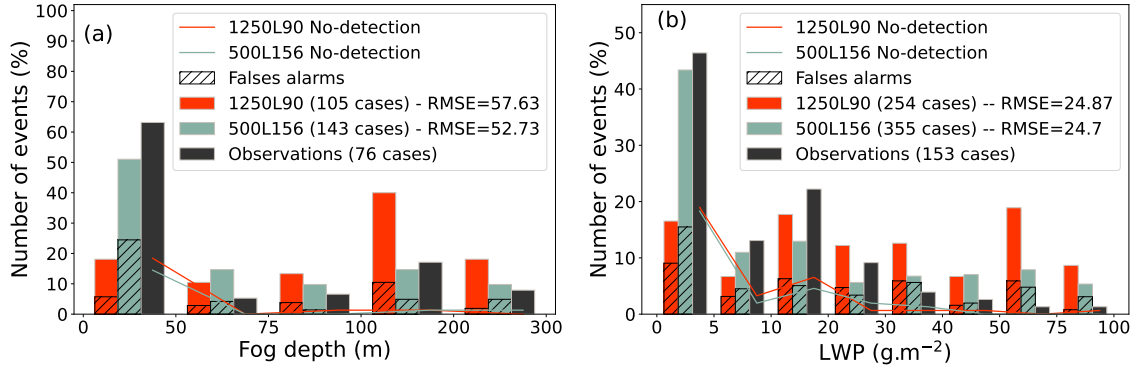 (a)
1250L90 No-detection
500L156 No-detection
Falses alarms
1250L90 (105 cases) - RMSE=57.63
500L156 (143 cases) - RMSE=52.73
Observations (76 cases)
Number of events (%)
100
90
80
70
60
50
40
30
20
10
0
0 50 75 100 200 300
Fog depth (m)
(b)
1250L90 No-detection
500L156 No-detection
Falses alarms
1250L90 (254 cases) -- RMSE=24.87
500L156 (355 cases) -- RMSE=24.7
Observations (153 cases)
Number of events (%)
50
40
30
20
10
0
0 5 10 20 30 40 50 75 100
LWP (g.m⁻²)